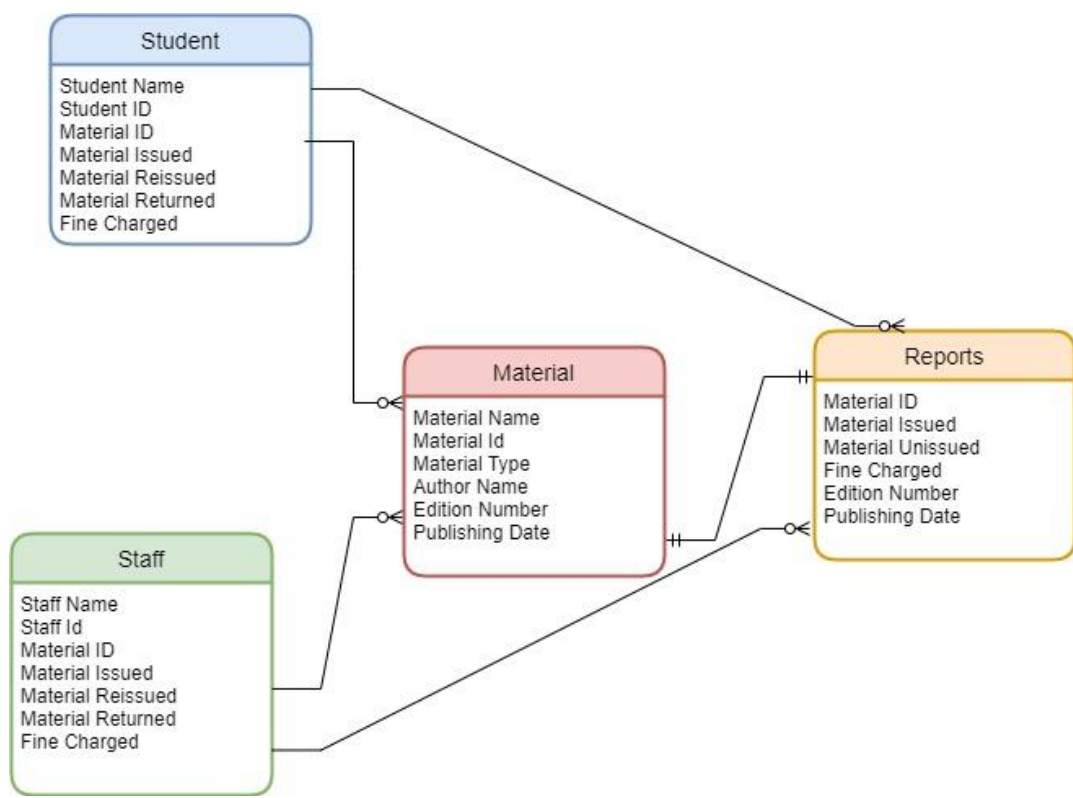 Student
Student Name
Student ID
Material ID
Material Issued
Material Reissued
Material Returned
Fine Charged
Material
Material Name
Material Id
Material Type
Author Name
Edition Number
Publishing Date
Reports
Material ID
Material Issued
Material Unissued
Fine Charged
Edition Number
Publishing Date
Staff
Staff Name
Staff Id
Material ID
Material Issued
Material Reissued
Material Returned
Fine Charged